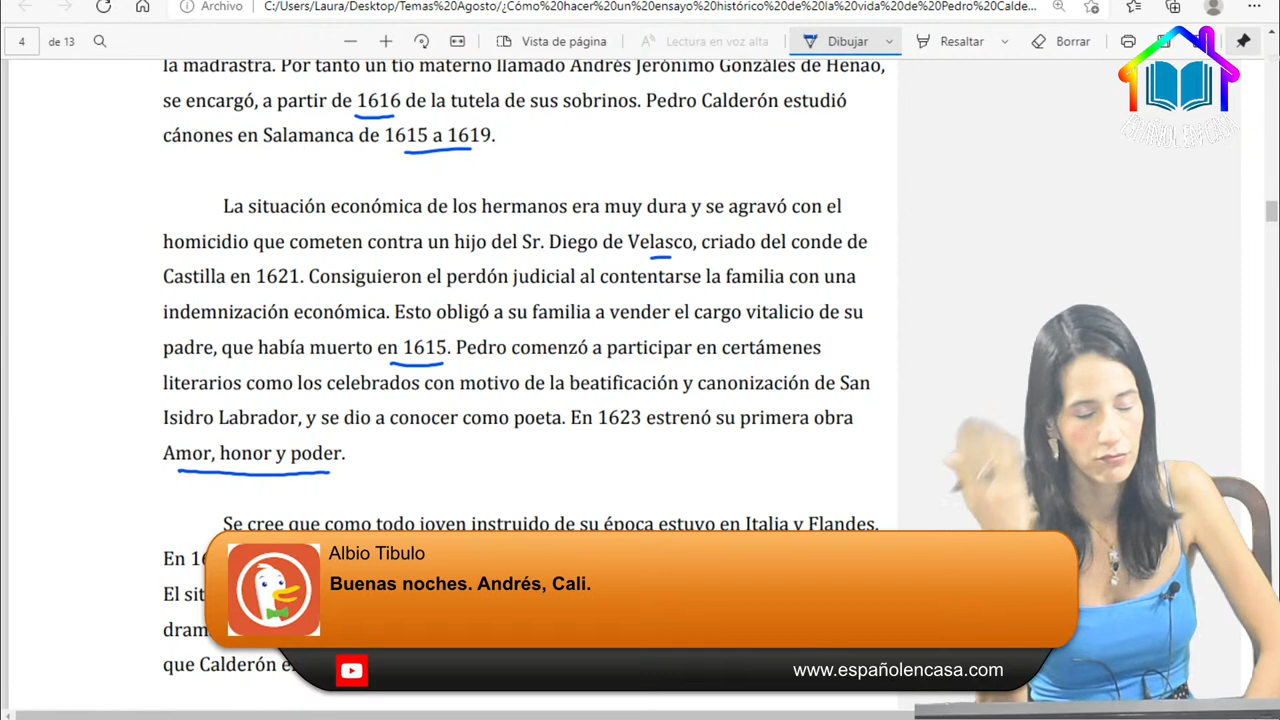 Archivo C:/Users/Laura/Desktop/Temas%20Agosto/¿Cómo%20hacer%20un%20ensayo%20histórico%20de%20la%20vida%20de%20Pedro%20Calde...
4 de 13 Vista de página Lectura en voz alta Dibujar Resaltar Borrar
la madrastra. Por tanto un tío materno llamado Andrés Jerónimo Gonzáles de Henao,
se encargó, a partir de 1616 de la tutela de sus sobrinos. Pedro Calderón estudió
cánones en Salamanca de 1615 a 1619.
ESPAÑOL EN CASA
La situación económica de los hermanos era muy dura y se agravó con el
homicidio que cometen contra un hijo del Sr. Diego de Velasco, criado del conde de
Castilla en 1621. Consiguieron el perdón judicial al contentarse la familia con una
indemnización económica. Esto obligó a su familia a vender el cargo vitalicio de su
padre, que había muerto en 1615. Pedro comenzó a participar en certámenes
literarios como los celebrados con motivo de la beatificación y canonización de San
Isidro Labrador, y se dio a conocer como poeta. En 1623 estrenó su primera obra
Amor, honor y poder.
Se cree que como todo joven instruido de su época estuvo en Italia y Flandes.
En
El
que Calderón
Albio Tibulo
Buenas noches. Andrés, Cali.
www.españolencasa.com